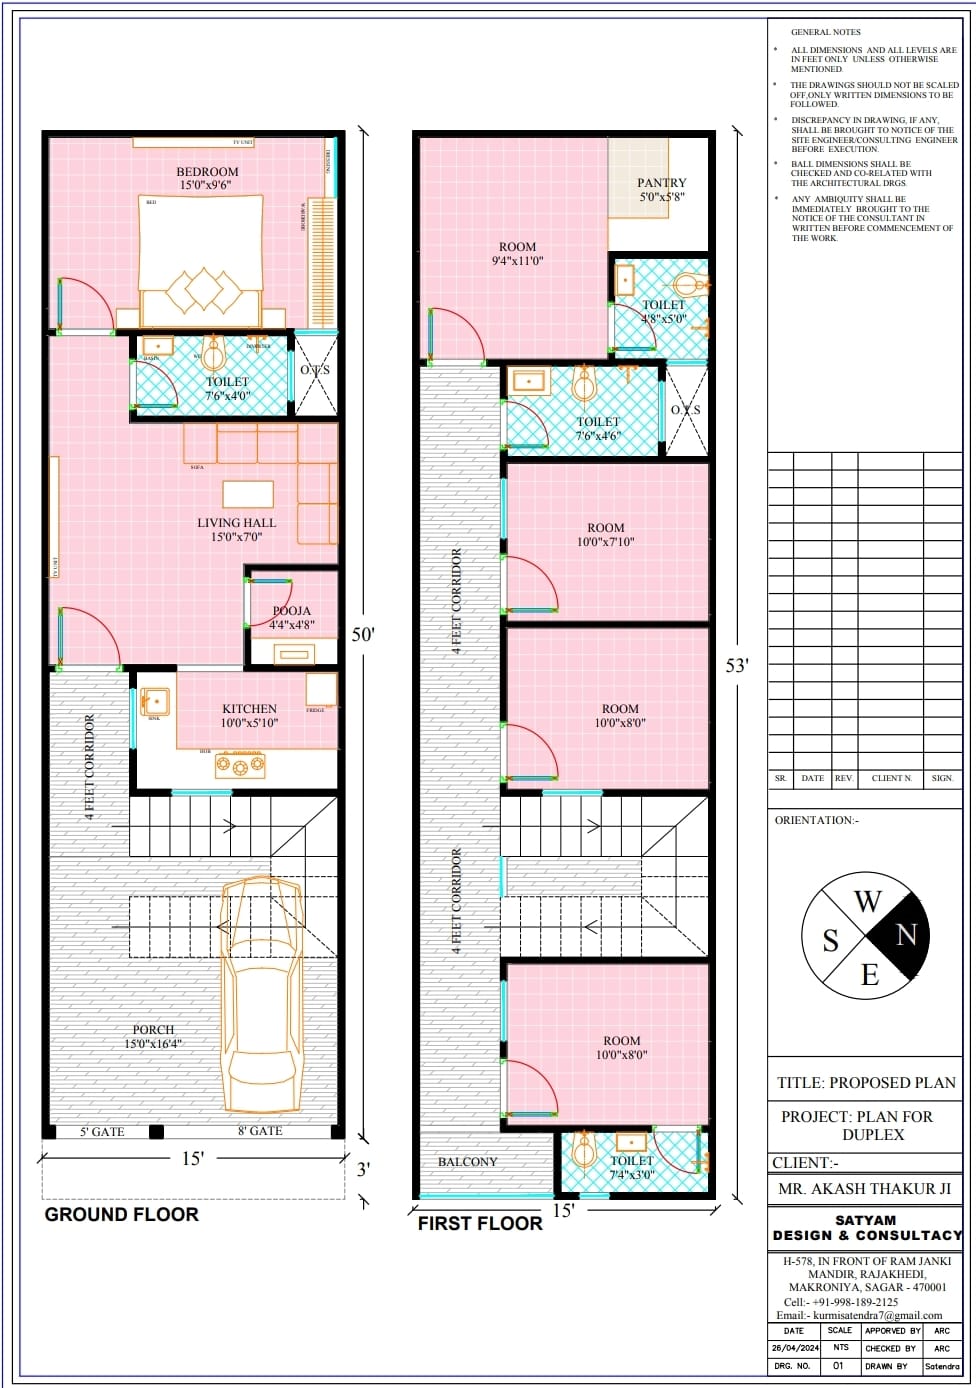 GENERAL NOTES
* ALL DIMENSIONS AND ALL LEVELS ARE
IN FEET ONLY UNLESS OTHERWISE
MENTIONED.
* THE DRAWINGS SHOULD NOT BE SCALED
OFF,ONLY WRITTEN DIMENSIONS TO BE
FOLLOWED.
* DISCREPANCY IN DRAWING, IF ANY,
SHALL BE BROUGHT TO NOTICE OF THE
SITE ENGINEER/CONSULTING ENGINEER
BEFORE EXECUTION.
* BALL DIMENSIONS SHALL BE
CHECKED AND CO-RELATED WITH
THE ARCHITECTURAL DRGS.
* ANY AMBIQUITY SHALL BE
IMMEDIATELY BROUGHT TO THE
NOTICE OF THE CONSULTANT IN
WRITTEN BEFORE COMMENCEMENT OF
THE WORK.
TV UNIT
DRESSING
BEDROOM
15'0"x9'6"
BED
WARDROBE
BASIN
WC
DIVERTER
TOILET
7'6"x4'0"
O.T.S
SOFA
LIVING HALL
15'0"x7'0"
TV UNIT
POOJA
4'4"x4'8"
50'
KITCHEN
10'0"x5'10"
SINK
FRIDGE
HOB
4 FEET CORRIDOR
PORCH
15'0"x16'4"
5' GATE
8' GATE
15'
3'
GROUND FLOOR
PANTRY
5'0"x5'8"
ROOM
9'4"x11'0"
TOILET
4'8"x5'0"
TOILET
7'6"x4'6"
O.T.S
ROOM
10'0"x7'10"
4 FEET CORRIDOR
53'
ROOM
10'0"x8'0"
4 FEET CORRIDOR
ROOM
10'0"x8'0"
BALCONY
TOILET
7'4"x3'0"
15'
FIRST FLOOR
SR. DATE REV. CLIENT N. SIGN.
ORIENTATION:-
W
S N
E
TITLE: PROPOSED PLAN
PROJECT: PLAN FOR
DUPLEX
CLIENT:-
MR. AKASH THAKUR JI
SATYAM
DESIGN & CONSULTACY
H-578, IN FRONT OF RAM JANKI
MANDIR, RAJAKHEDI,
MAKRONIYA, SAGAR - 470001
Cell:- +91-998-189-2125
Email:- kurmisatendra7@gmail.com
DATE SCALE APPORVED BY ARC
26/04/2024 NTS CHECKED BY ARC
DRG. NO. 01 DRAWN BY Satendra